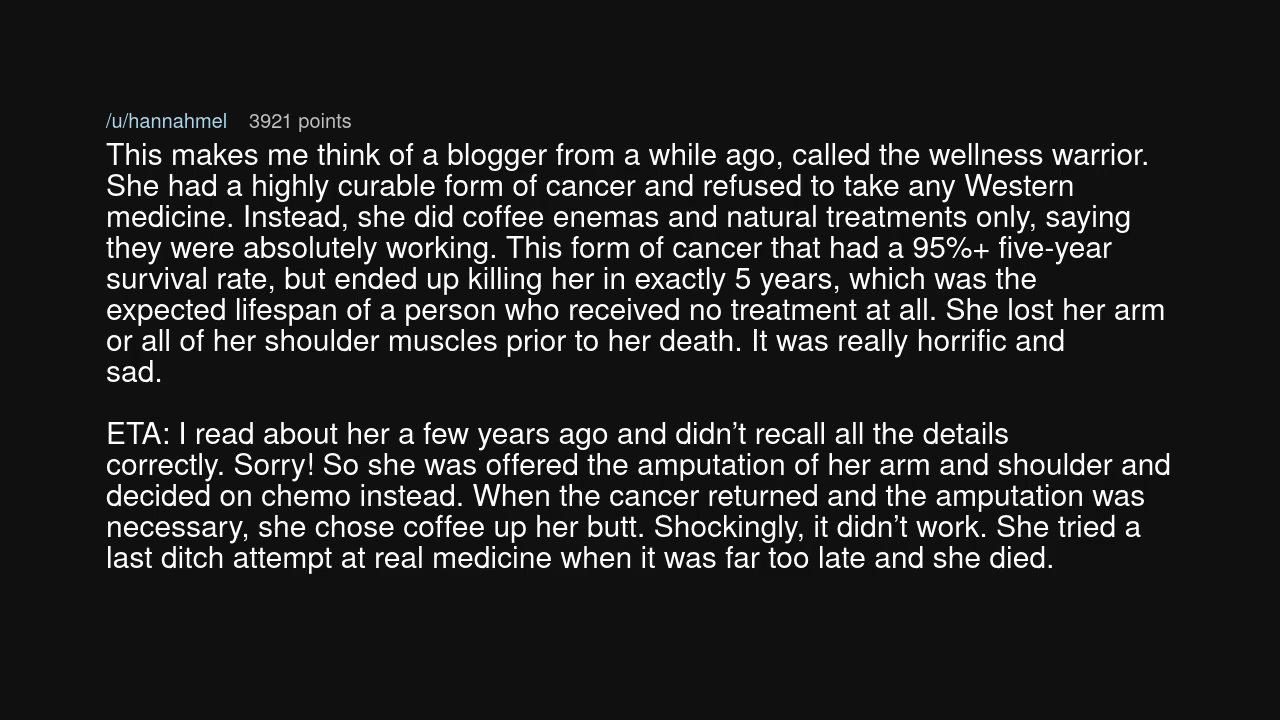 /u/hannahmel 3921 points
This makes me think of a blogger from a while ago, called the wellness warrior.
She had a highly curable form of cancer and refused to take any Western
medicine. Instead, she did coffee enemas and natural treatments only, saying
they were absolutely working. This form of cancer that had a 95%+ five-year
survival rate, but ended up killing her in exactly 5 years, which was the
expected lifespan of a person who received no treatment at all. She lost her arm
or all of her shoulder muscles prior to her death. It was really horrific and
sad.
ETA: I read about her a few years ago and didn’t recall all the details
correctly. Sorry! So she was offered the amputation of her arm and shoulder and
decided on chemo instead. When the cancer returned and the amputation was
necessary, she chose coffee up her butt. Shockingly, it didn’t work. She tried a
last ditch attempt at real medicine when it was far too late and she died.